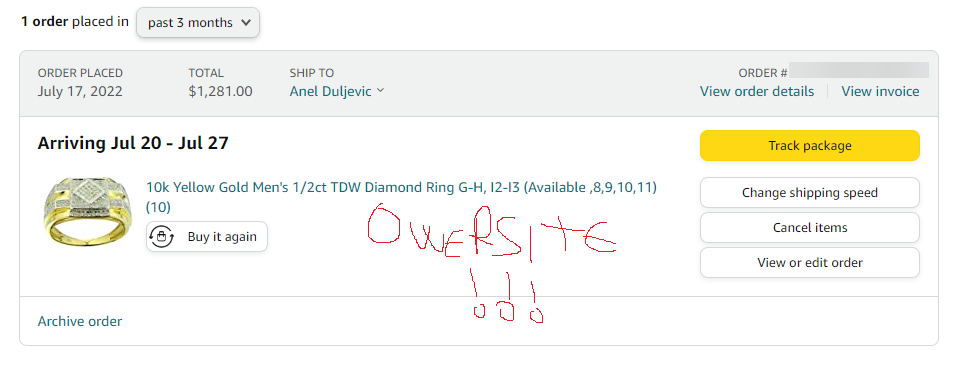 1 order placed in past 3 months
ORDER PLACED TOTAL SHIP TO ORDER #
July 17, 2022 $1,281.00 Anel Duljevic View order details View invoice
Arriving Jul 20 - Jul 27
Track package
10k Yellow Gold Men's 1/2ct TDW Diamond Ring G-H, I2-I3 (Available ,8,9,10,11)
(10)
Buy it again
Change shipping speed
Cancel items
View or edit order
OWERSITE
!!!
Archive order